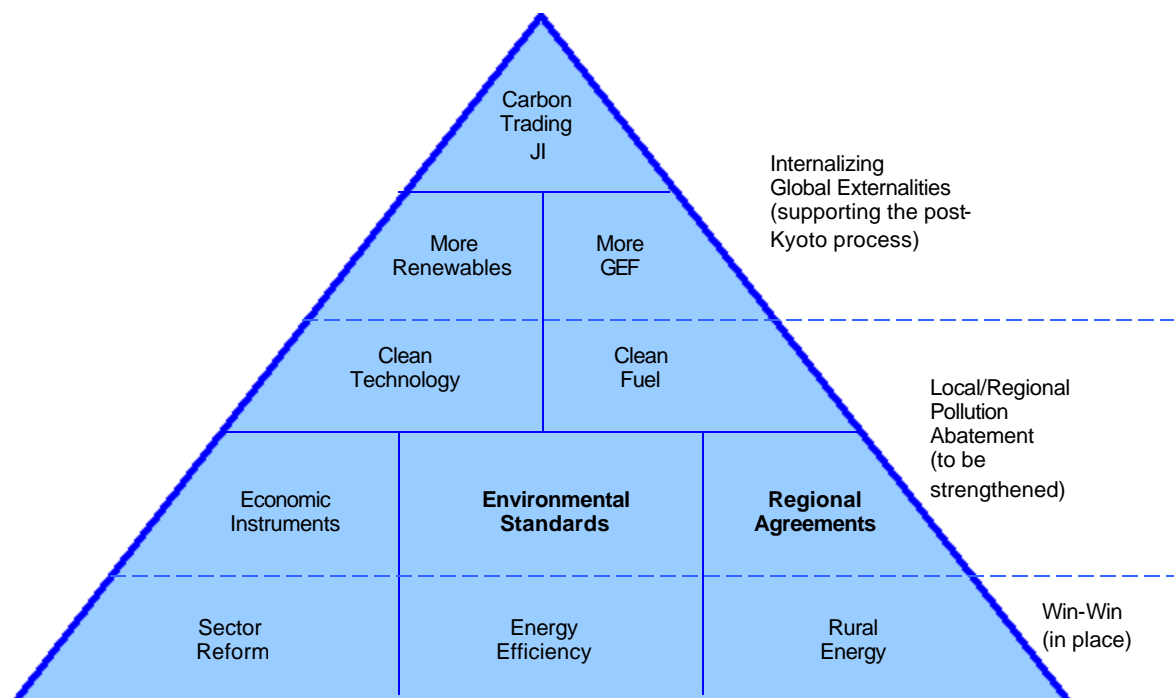 Carbon
Trading
JI
Internalizing
Global Externalities
(supporting the post-
Kyoto process)
More
Renewables
More
GEF
Clean
Technology
Clean
Fuel
Local/Regional
Pollution
Abatement
(to be
strengthened)
Economic
Instruments
Environmental
Standards
Regional
Agreements
Sector
Reform
Energy
Efficiency
Rural
Energy
Win-Win
(in place)